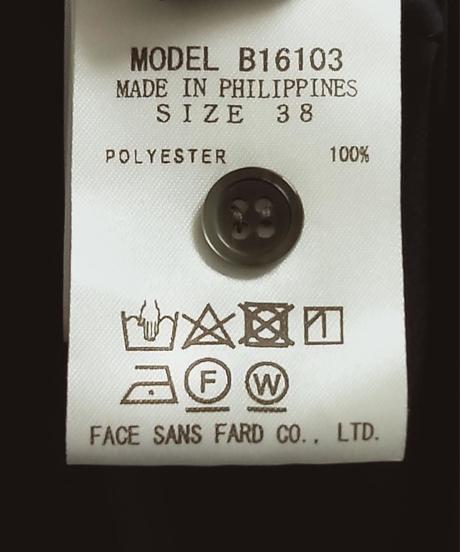 MODEL B16103
MADE IN PHILIPPINES
SIZE 38
POLYESTER 100%
F W
FACE SANS FARD CO., LTD.